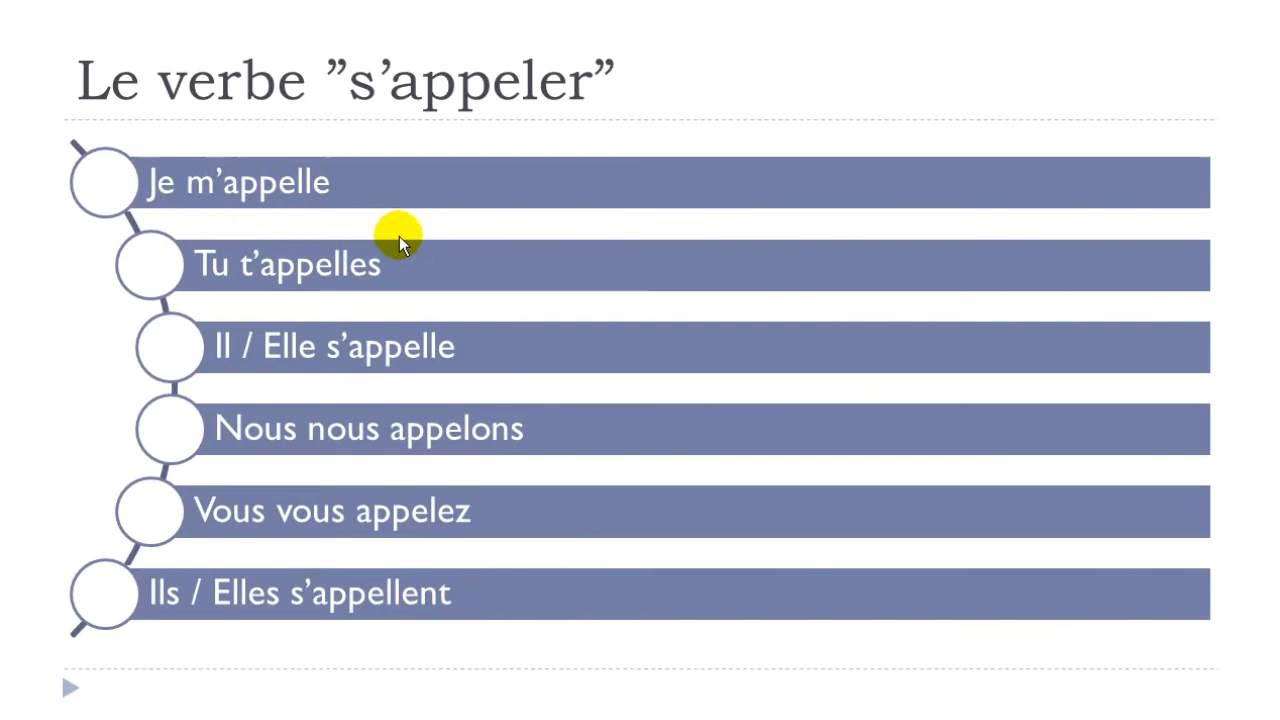 Le verbe ”s’appeler”
Je m’appelle
Tu t’appelles
Il / Elle s’appelle
Nous nous appelons
Vous vous appelez
Ils / Elles s’appellent